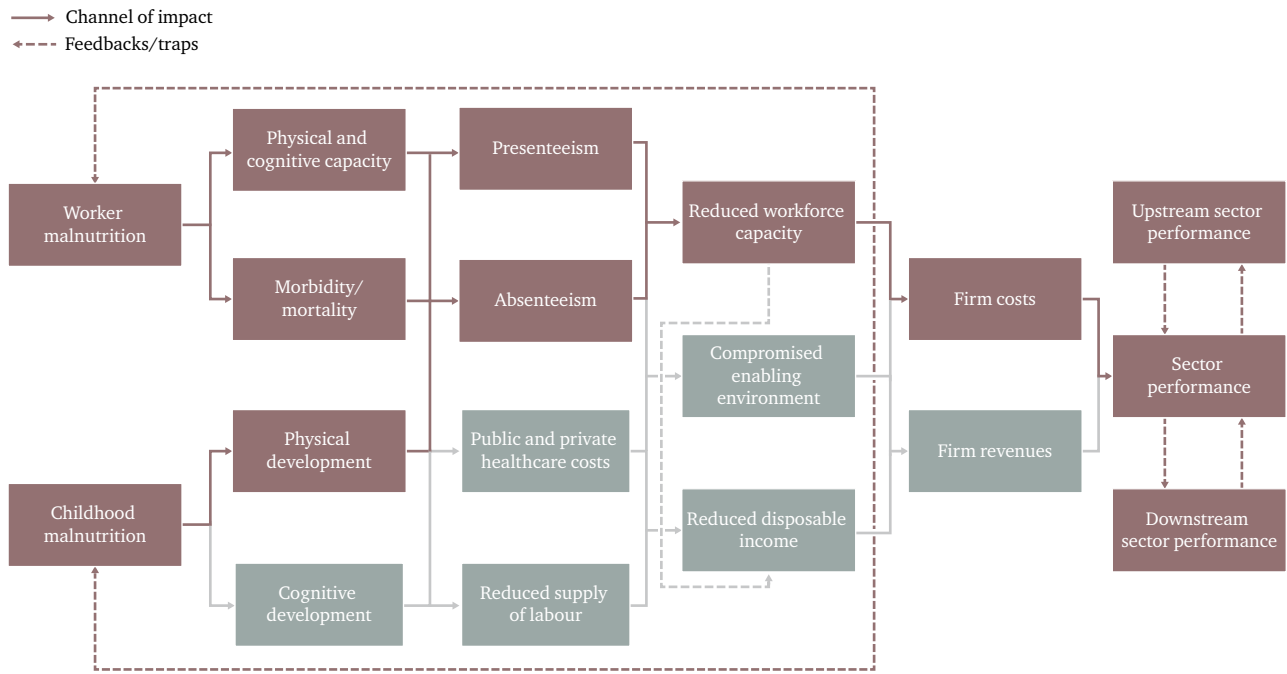 Channel of impact
Feedbacks/traps
Worker
malnutrition
Childhood
malnutrition
Physical and
cognitive capacity
Morbidity/
mortality
Physical
development
Cognitive
development
Presenteeism
Absenteeism
Public and private
healthcare costs
Reduced supply
of labour
Reduced workforce
capacity
Compromised
enabling
environment
Reduced disposable
income
Firm costs
Firm revenues
Upstream sector
performance
Sector
performance
Downstream
sector performance